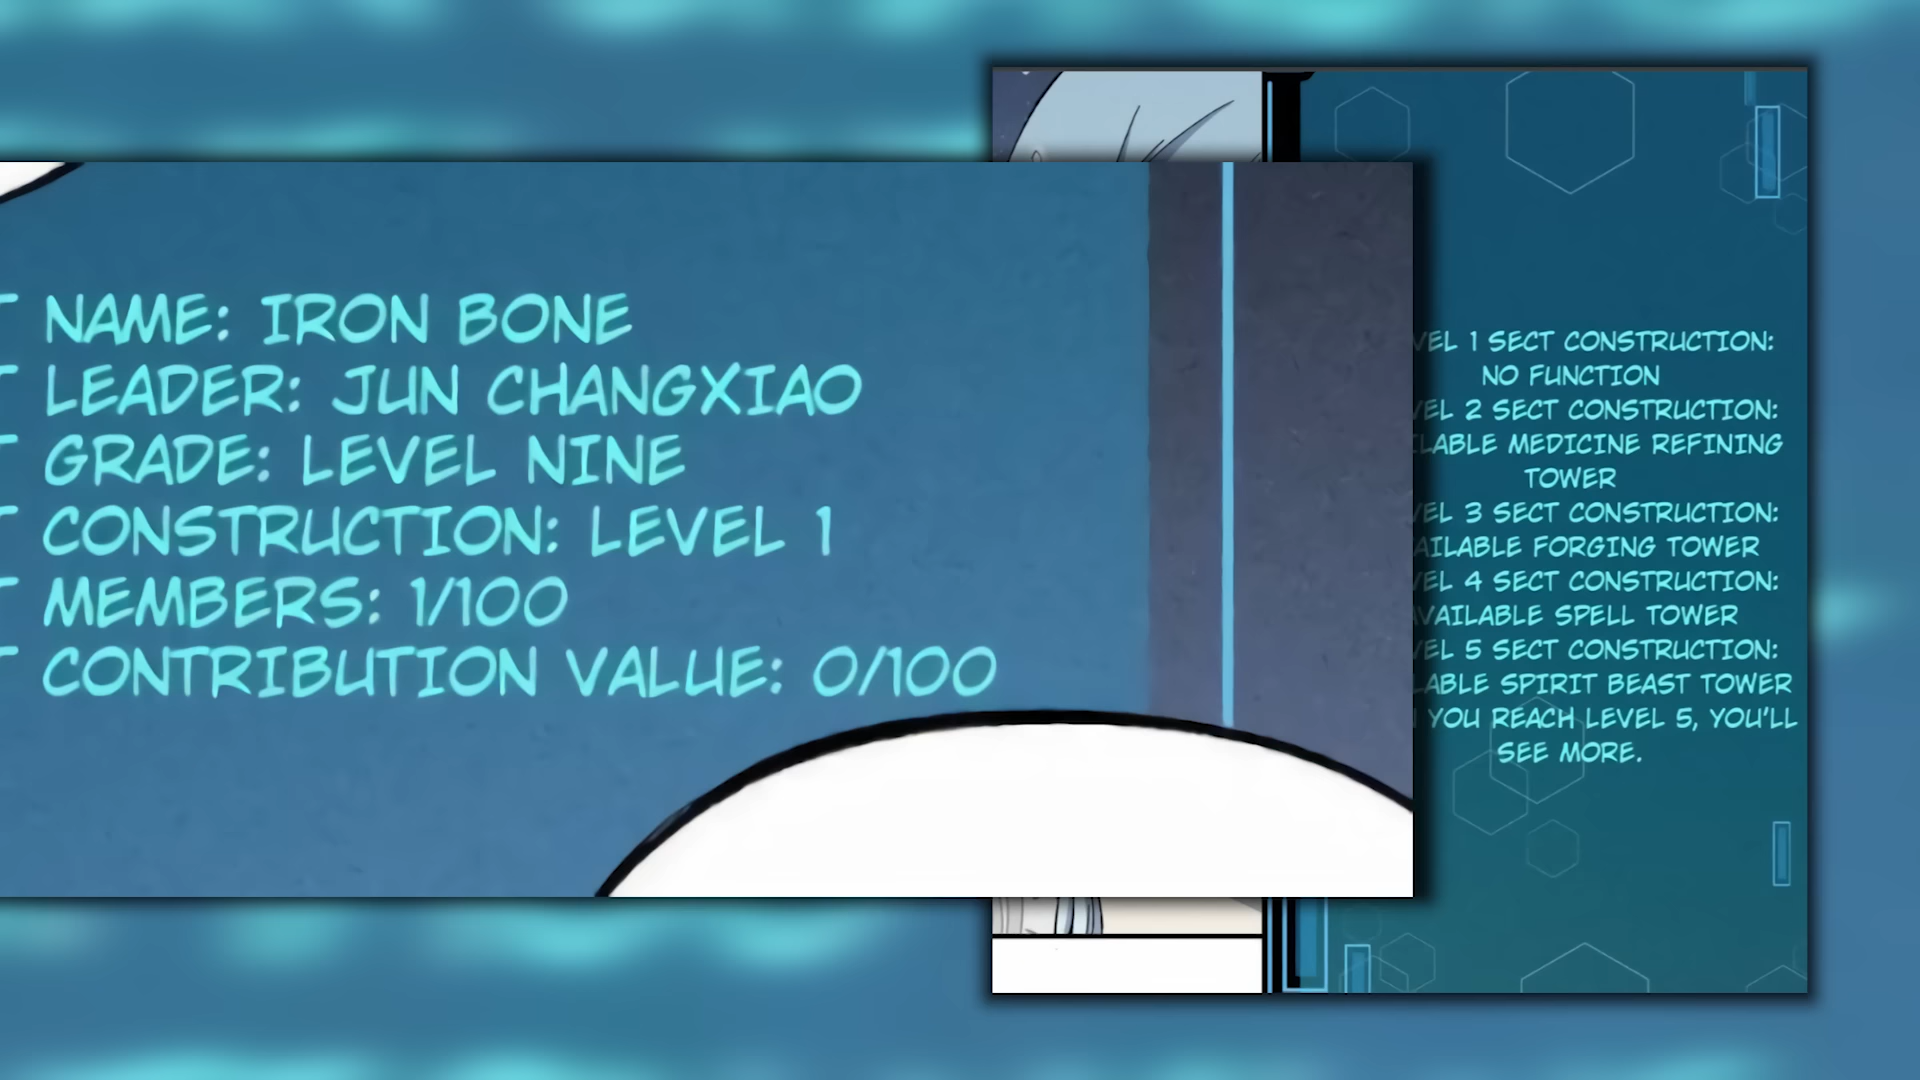 NAME: IRON BONE
LEADER: JUN CHANGXIAO
GRADE: LEVEL NINE
CONSTRUCTION: LEVEL 1
MEMBERS: 1/100
CONTRIBUTION VALUE: 0/100
1 SECT CONSTRUCTION:
NO FUNCTION
2 SECT CONSTRUCTION:
MEDICINE REFINING
TOWER
3 SECT CONSTRUCTION:
FORGING TOWER
4 SECT CONSTRUCTION:
SPELL TOWER
5 SECT CONSTRUCTION:
SPIRIT BEAST TOWER
YOU REACH LEVEL 5, YOU'LL
SEE MORE.